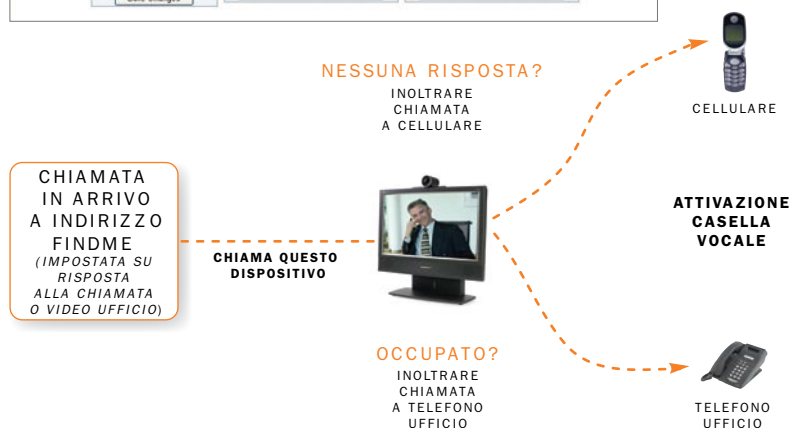 NESSUNA RISPOSTA?
INOLTRARE
CHIAMATA
A CELLULARE
CELLULARE
CHIAMATA
IN ARRIVO
A INDIRIZZO
FINDME
(IMPOSTATA SU
RISPOSTA
ALLA CHIAMATA
O VIDEO UFFICIO)
CHIAMA QUESTO
DISPOSITIVO
ATTIVAZIONE
CASELLA
VOCALE
OCCUPATO?
INOLTRARE
CHIAMATA
A TELEFONO
UFFICIO
TELEFONO
UFFICIO